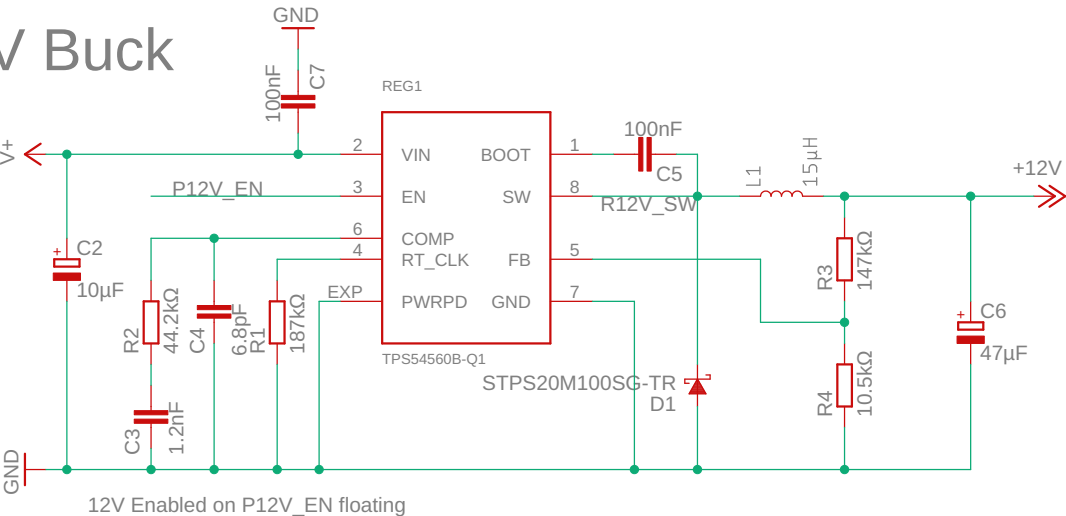 GND
V Buck
100nF
C7
REG1
V+
2
VIN
BOOT
1
100nF
C5
L1
15µH
+12V
P12V_EN
3
EN
SW
8
R12V_SW
6
COMP
4
RT_CLK
FB
5
EXP
PWRPD
GND
7
+
C2
10µF
R2
44.2kΩ
C4
6.8pF
R1
187kΩ
R3
147kΩ
+
C6
47µF
TPS54560B-Q1
STPS20M100SG-TR
D1
R4
10.5kΩ
C3
1.2nF
GND
12V Enabled on P12V_EN floating